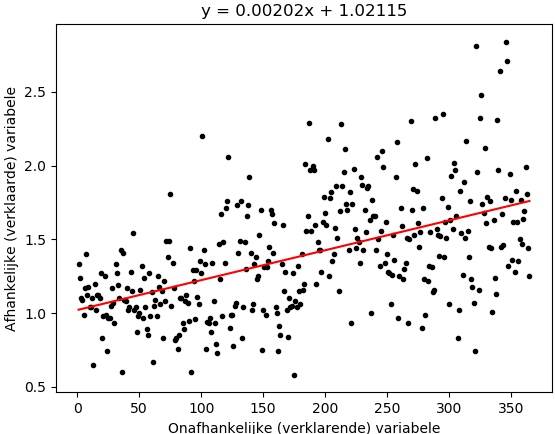 y = 0.00202x + 1.02115
Afhankelijke (verklaarde) variabele
2.5
2.0
1.5
1.0
0.5
0 50 100 150 200 250 300 350
Onafhankelijke (verklarende) variabele